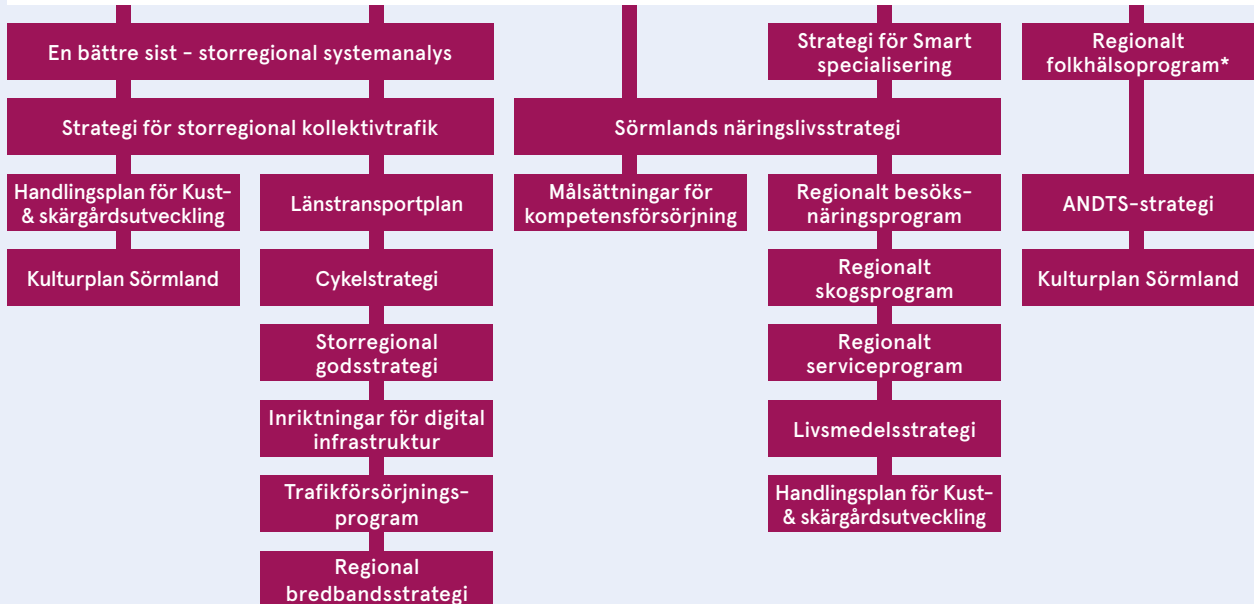 En bättre sist - storregional systemanalys
Strategi för Smart
specialisering
Regionalt
folkhälsoprogram*
Strategi för storregional kollektivtrafik
Sörmlands näringslivsstrategi
Handlingsplan för Kust-
& skärgårdsutveckling
Länstransportplan
Målsättningar för
kompetensförsörjning
Regionalt besöks-
näringsprogram
ANDTS-strategi
Kulturplan Sörmland
Cykelstrategi
Regionalt
skogsprogram
Kulturplan Sörmland
Storregional
godsstrategi
Regionalt
serviceprogram
Inriktningar för digital
infrastruktur
Livsmedelsstrategi
Trafikförsörjnings-
program
Handlingsplan för Kust-
& skärgårdsutveckling
Regional
bredbandsstrategi